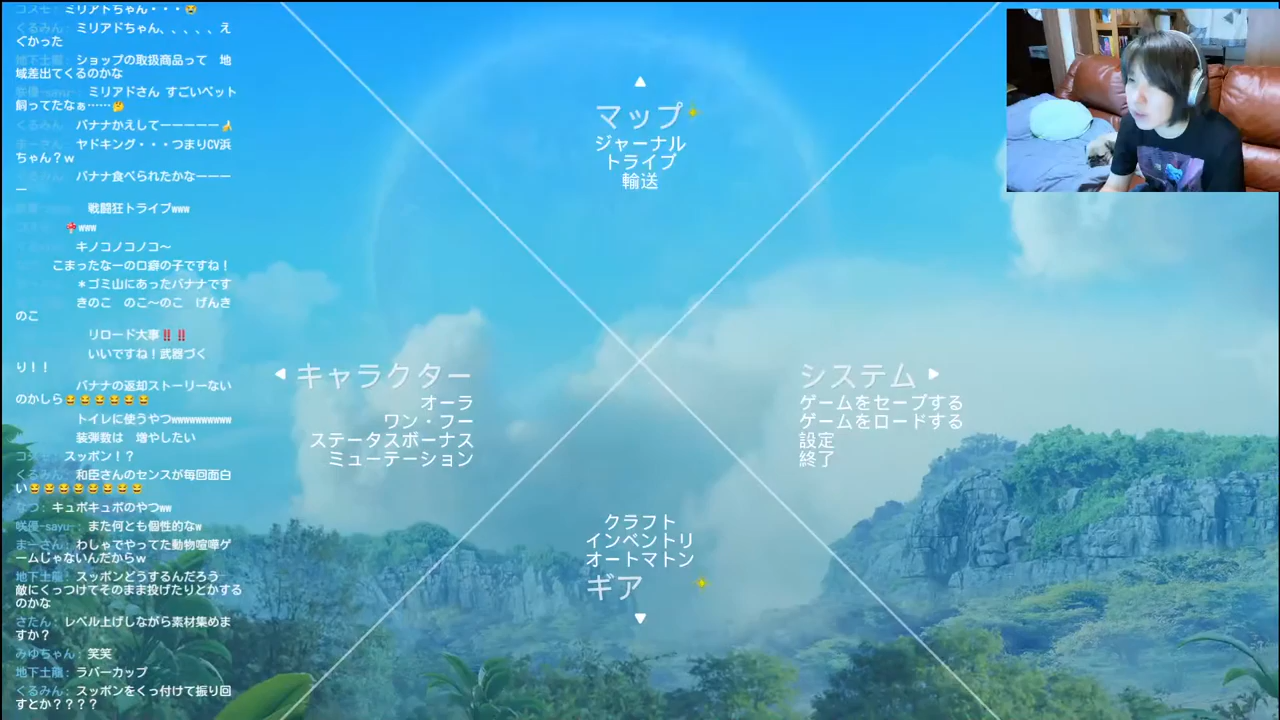 コスモ: ミリアドちゃん・・・😭
くるみん: ミリアドちゃん、、、、、え
ぐかった
地下士龍: ショップの取扱商品って　地
域差出てくるのかな
咲優-sayu-: ミリアドさん すごいペット
飼ってたなぁ……🤔
くるみん: バナナかえしてーーーーー🍌
まーさん: ヤドキング・・・つまりCV浜
ちゃん？w
くるみん: バナナ食べられたかなーーー
ー
戦闘狂トライブwww
🍄www
キノコノコノコ～
こまったなーの口癖の子ですね！
＊ゴミ山にあったバナナです
きのこ　のこ～のこ　げんき
のこ
リロード大事‼️‼️
いいですね！武器づく
り！！
バナナの返却ストーリーない
のかしら😂😂😂😂😂😂
トイレに使うやつwwwwwwwwww
装弾数は　増やしたい
コスモ: スッポン！？
くるみん: 和臣さんのセンスが毎回面白
い😂😂😂😂😂😂😂😂
なつ: キュポキュポのやつww
咲優-sayu-: また何とも個性的なw
まーさん: わしゃでやってた動物喧嘩ゲ
ームじゃないんだからw
地下士龍: スッポンどうするんだろう
敵にくっつけてそのまま投げたりとかする
のかな
さたん: レベル上げしながら素材集めま
すか？
みゆちゃん: 笑笑
地下士龍: ラバーカップ
くるみん: スッポンをくっ付けて振り回
すとか？？？？
マップ
ジャーナル
トライブ
輸送
キャラクター
オーラ
ワン・フー
ステータスボーナス
ミューテーション
システム
ゲームをセーブする
ゲームをロードする
設定
終了
クラフト
インベントリ
オートマトン
ギア